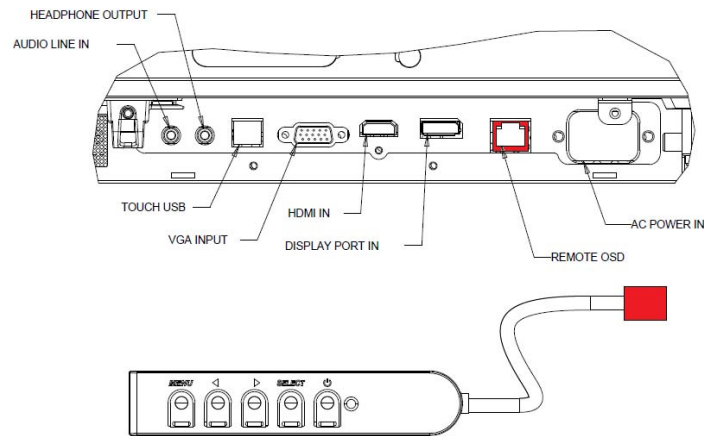 HEADPHONE OUTPUT
AUDIO LINE IN
TOUCH USB
VGA INPUT
HDMI IN
DISPLAY PORT IN
REMOTE OSD
AC POWER IN
MENU
SELECT